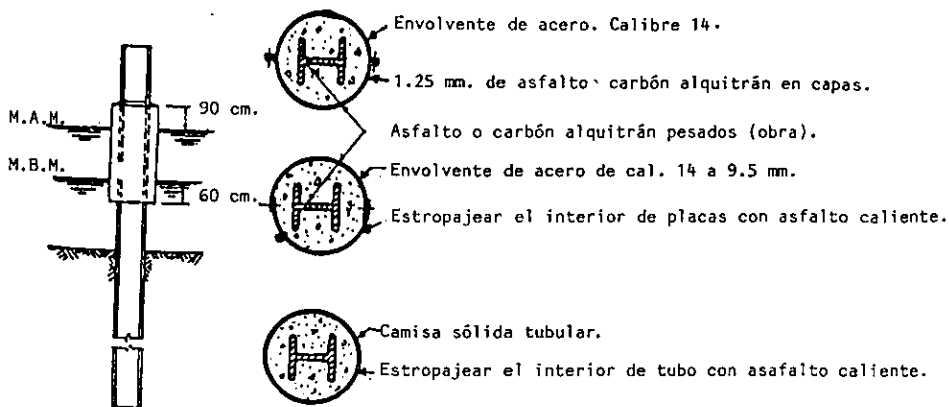 Envolvente de acero. Calibre 14.
1.25 mm. de asfalto carbón alquitrán en capas.
90 cm.
M.A.M.
Asfalto o carbón alquitrán pesados (obra).
M.B.M.
Envolvente de acero de cal. 14 a 9.5 mm.
60 cm.
Estropajear el interior de placas con asfalto caliente.
Camisa sólida tubular.
Estropajear el interior de tubo con asafalto caliente.